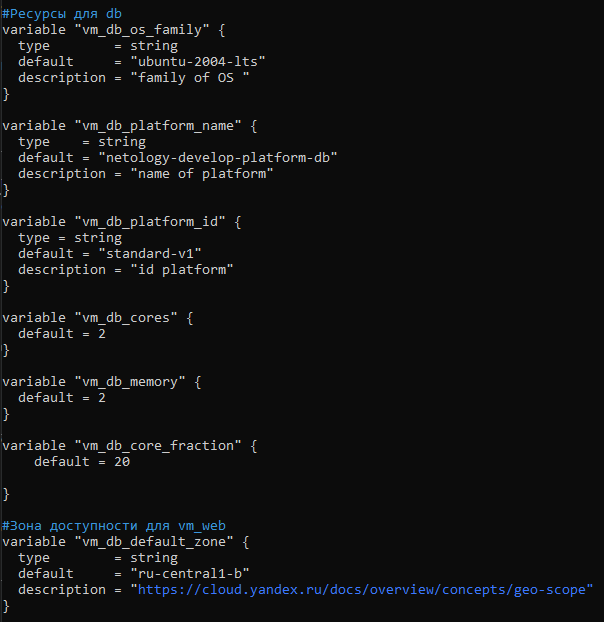 #Ресурсы для db
variable "vm_db_os_family" {
  type        = string
  default     = "ubuntu-2004-lts"
  description = "family of OS "
}

variable "vm_db_platform_name" {
  type    = string
  default = "netology-develop-platform-db"
  description = "name of platform"
}

variable "vm_db_platform_id" {
  type = string
  default = "standard-v1"
  description = "id platform"
}

variable "vm_db_cores" {
  default = 2
}

variable "vm_db_memory" {
  default = 2
}

variable "vm_db_core_fraction" {
    default = 20

}

#Зона доступности для vm_web
variable "vm_db_default_zone" {
  type        = string
  default     = "ru-central1-b"
  description = "https://cloud.yandex.ru/docs/overview/concepts/geo-scope"
}